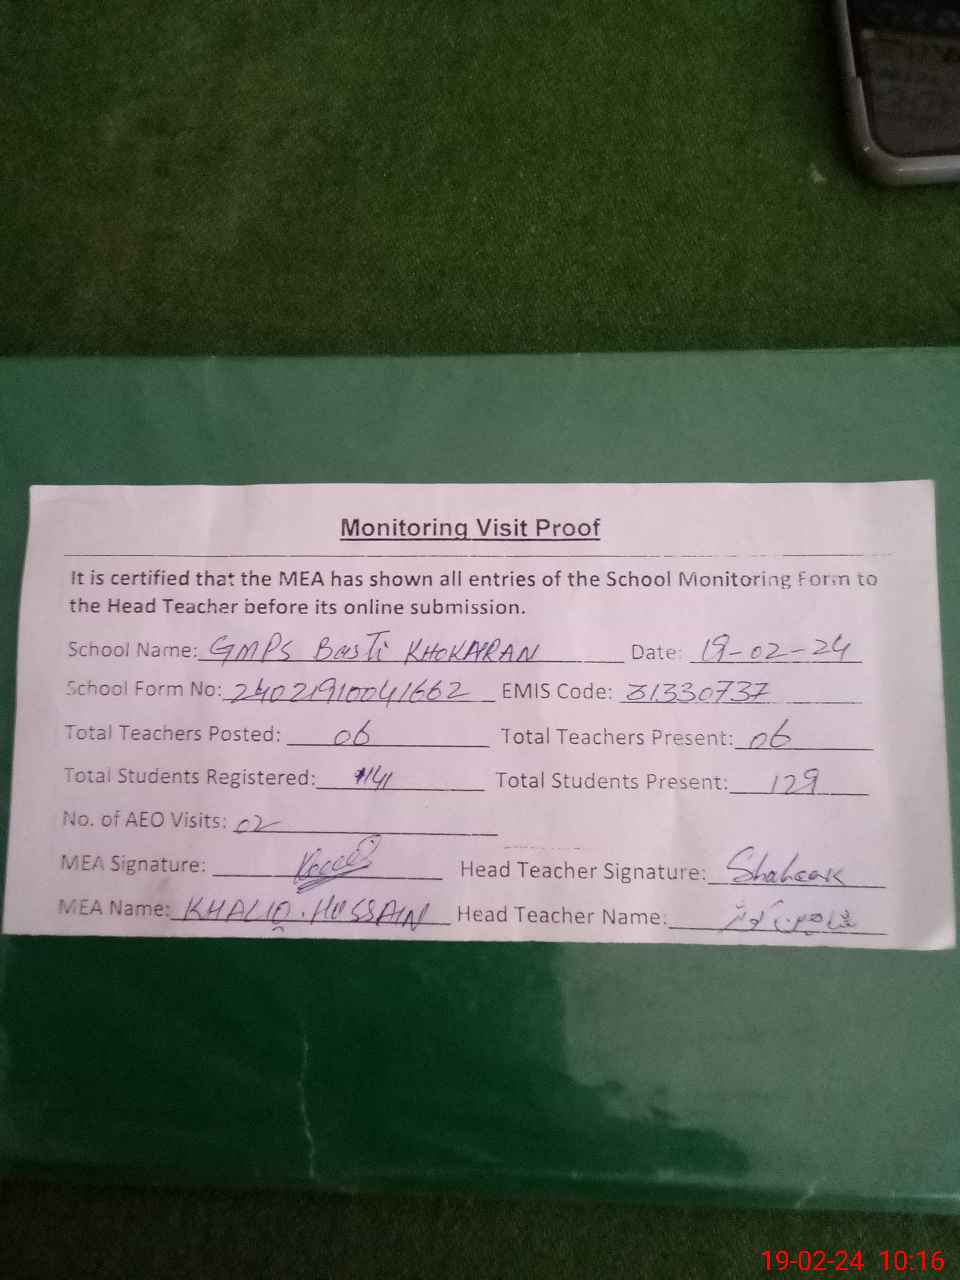 Monitoring Visit Proof
It is certified that the MEA has shown all entries of the School Monitoring Form to
the Head Teacher before its online submission.
School Name: GMPS Basti KHOKARAN Date: 19-02-24
School Form No: 24021910041662 EMIS Code: 31330737
Total Teachers Posted: 06 Total Teachers Present: 06
Total Students Registered: 141 Total Students Present: 129
No. of AEO Visits: 02
MEA Signature: Head Teacher Signature:
MEA Name: KHALIQ.HUSSAIN Head Teacher Name: شاہین کوثر
19-02-24 10:16